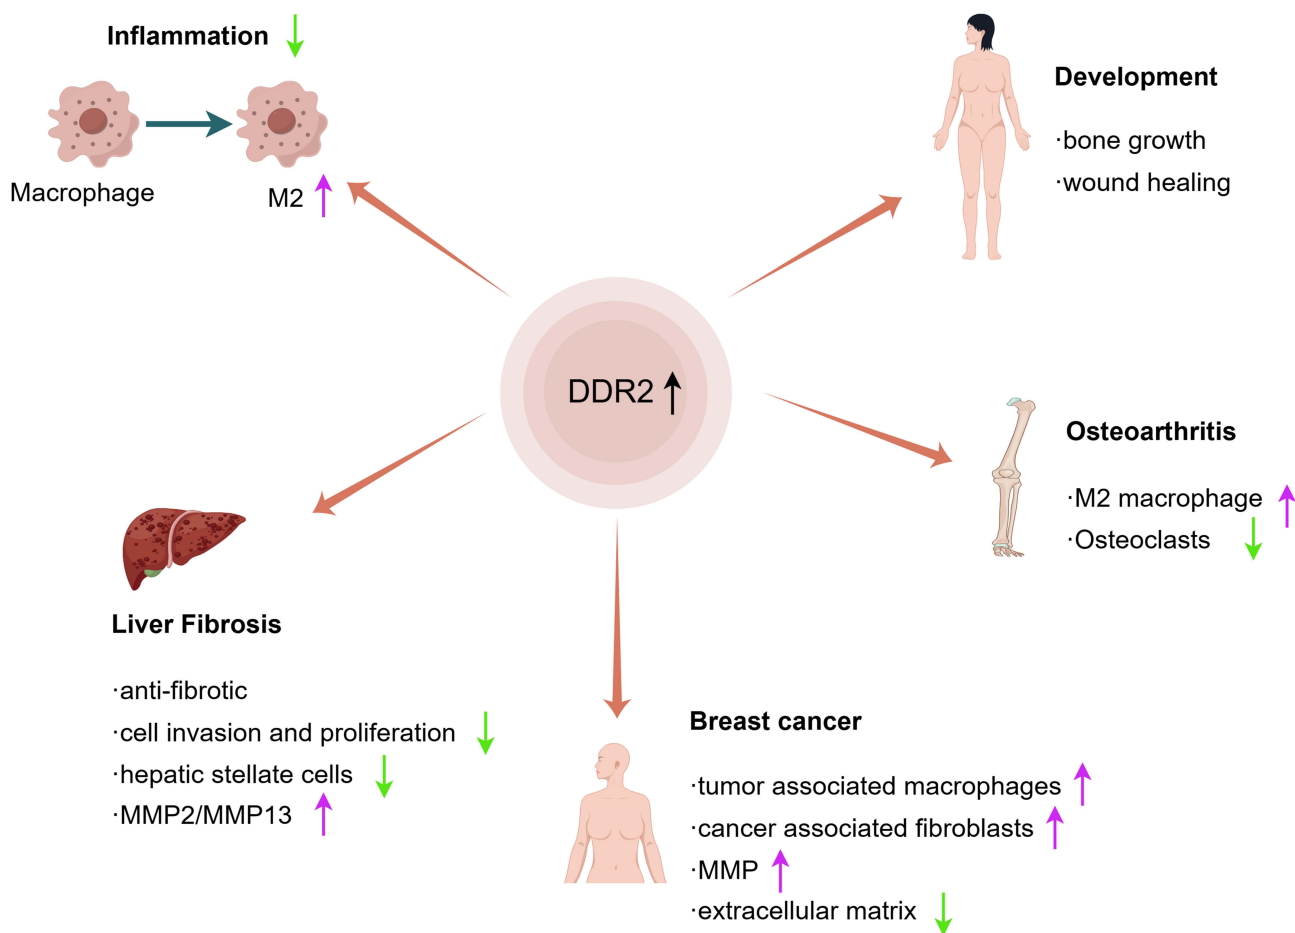 Inflammation
Macrophage
M2
Development
·bone growth
·wound healing
DDR2
Osteoarthritis
·M2 macrophage
·Osteoclasts
Liver Fibrosis
·anti-fibrotic
·cell invasion and proliferation
·hepatic stellate cells
·MMP2/MMP13
Breast cancer
·tumor associated macrophages
·cancer associated fibroblasts
·MMP
·extracellular matrix